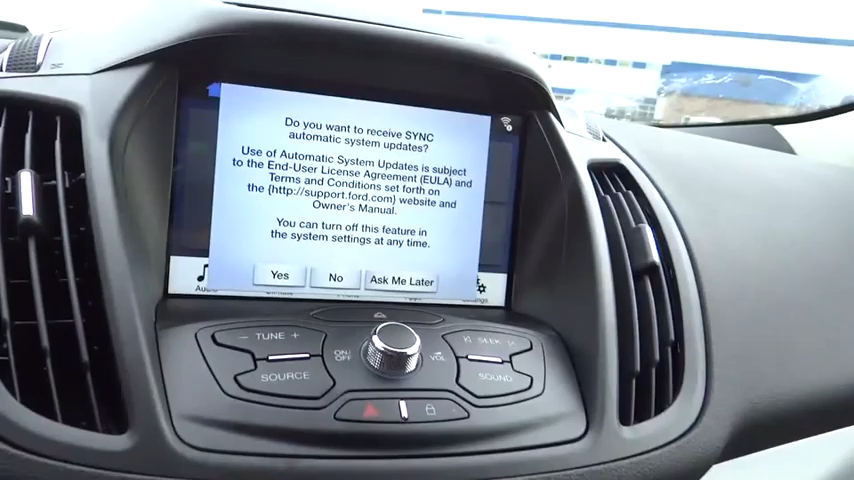 Do you want to receive SYNC
automatic system updates?
Use of Automatic System Updates is subject
to the End-User License Agreement (EULA) and
Terms and Conditions set forth on
the {http://support.ford.com} website and
Owner's Manual.
You can turn off this feature in
the system settings at any time.
Yes
No
Ask Me Later
- TUNE +
SEEK
ON/
OFF
VOL
SOURCE
SOUND